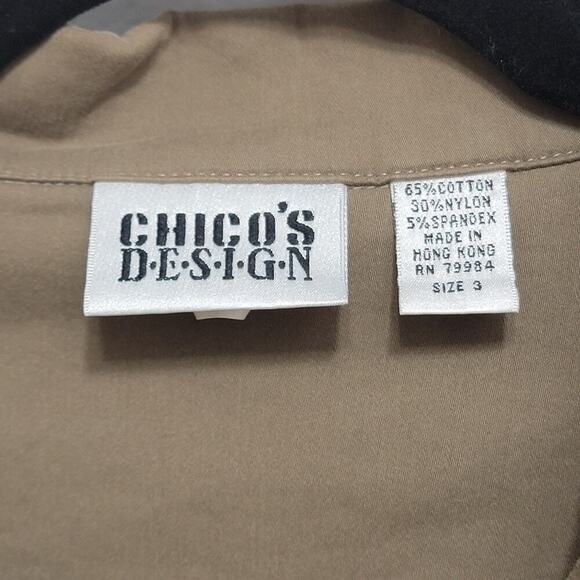 CHICO'S
D·E·S·I·G·N
65%COTTON
30%NYLON
5%SPANDEX
MADE IN
HONG KONG
RN 79984
SIZE 3